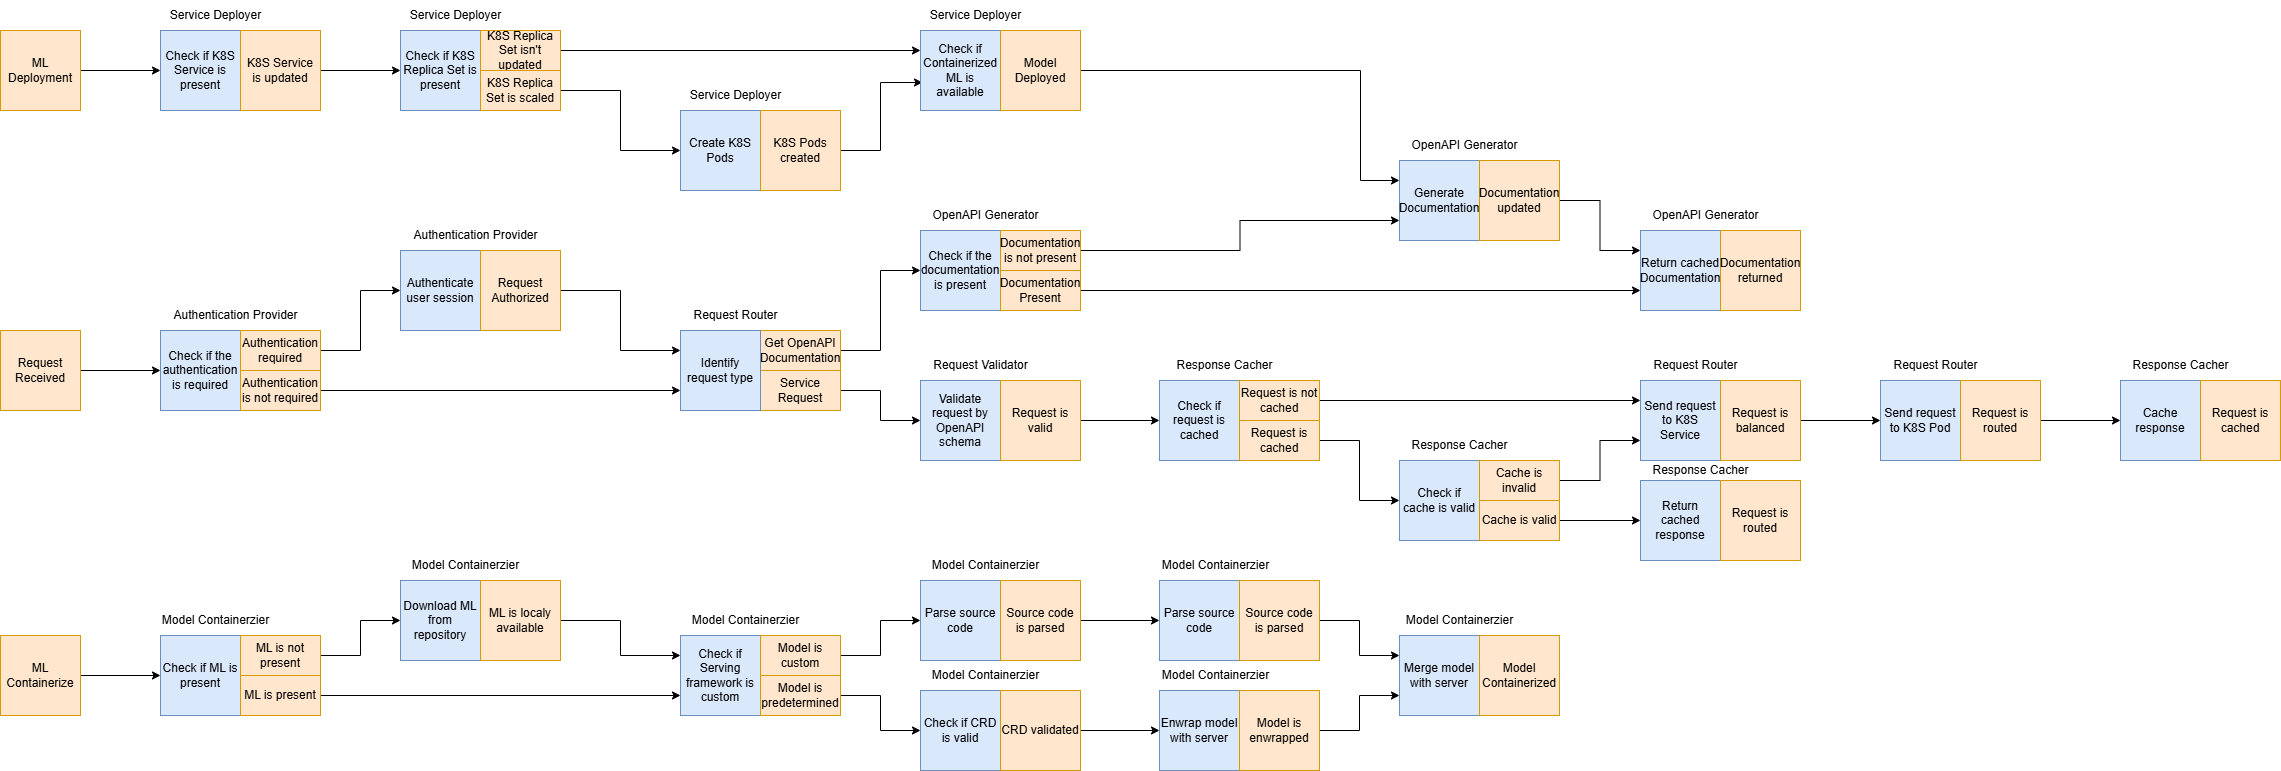 Service Deployer
Service Deployer
Service Deployer
ML
Deployment
Check if K8S
Service is
present
K8S Service
is updated
Check if K8S
Replica Set is
present
K8S Replica
Set isn't
updated
K8S Replica
Set is scaled
Check if
Containerized
ML is
available
Model
Deployed
Service Deployer
Create K8S
Pods
K8S Pods
created
OpenAPI Generator
Generate
Documentation
Documentation
updated
OpenAPI Generator
Check if the
documentation
is present
Documentation
is not present
Documentation
Present
OpenAPI Generator
Return cached
Documentation
Documentation
returned
Authentication Provider
Authenticate
user session
Request
Authorized
Request
Received
Authentication Provider
Check if the
authentication
is required
Authentication
required
Authentication
is not required
Request Router
Identify
request type
Get OpenAPI
Documentation
Service
Request
Request Validator
Validate
request by
OpenAPI
schema
Request is
valid
Response Cacher
Check if
request is
cached
Request is not
cached
Request is
cached
Request Router
Send request
to K8S
Service
Request is
balanced
Request Router
Send request
to K8S Pod
Request is
routed
Response Cacher
Cache
response
Request is
cached
Response Cacher
Check if
cache is valid
Cache is
invalid
Cache is valid
Response Cacher
Return
cached
response
Request is
routed
Model Containerzier
Download ML
from
repository
ML is localy
available
ML
Containerize
Model Containerzier
Check if ML is
present
ML is not
present
ML is present
Model Containerzier
Check if
Serving
framework is
custom
Model is
custom
Model is
predetermined
Model Containerzier
Parse source
code
Source code
is parsed
Model Containerzier
Parse source
code
Source code
is parsed
Model Containerzier
Merge model
with server
Model
Containerized
Model Containerzier
Check if CRD
is valid
CRD validated
Model Containerzier
Enwrap model
with server
Model is
enwrapped